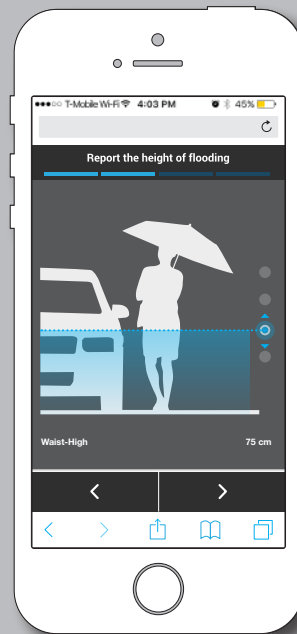 T-Mobile Wi-Fi 4:03 PM 45%
Report the height of flooding
Waist-High 75 cm